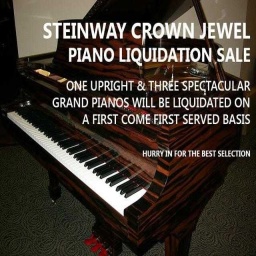 STEINWAY CROWN JEWEL
PIANO LIQUIDATION SALE
ONE UPRIGHT & THREE SPECTACULAR
GRAND PIANOS WILL BE LIQUIDATED ON
A FIRST COME FIRST SERVED BASIS
HURRY IN FOR THE BEST SELECTION